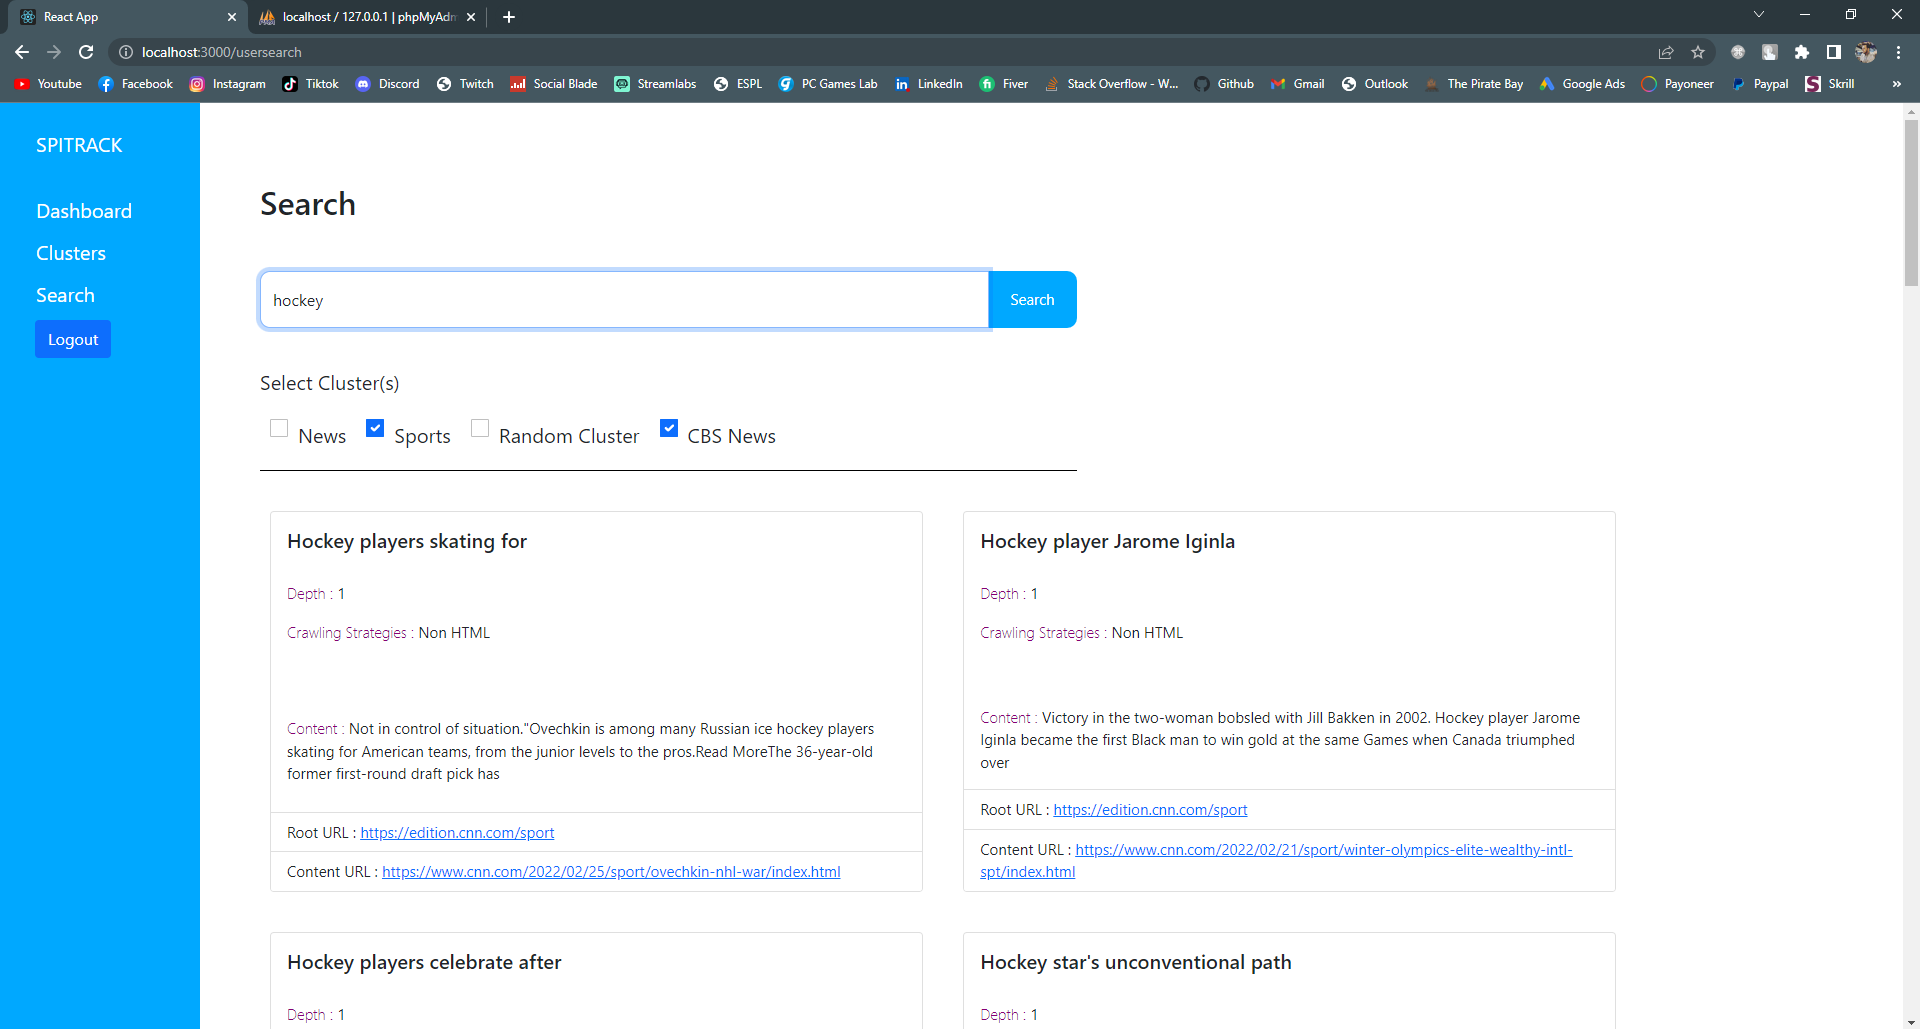 React App
localhost / 127.0.0.1 | phpMyAdm
localhost:3000/usersearch
Youtube Facebook Instagram Tiktok Discord Twitch Social Blade Streamlabs ESPL PC Games Lab LinkedIn Fiver Stack Overflow - W... Github Gmail Outlook The Pirate Bay Google Ads Payoneer Paypal Skrill »
SPITRACK
Dashboard
Clusters
Search
Logout
Search
hockey
Search
Select Cluster(s)
News Sports Random Cluster CBS News
Hockey players skating for
Depth : 1
Crawling Strategies : Non HTML
Content : Not in control of situation."Ovechkin is among many Russian ice hockey players
skating for American teams, from the junior levels to the pros.Read MoreThe 36-year-old
former first-round draft pick has
Root URL : https://edition.cnn.com/sport
Content URL : https://www.cnn.com/2022/02/25/sport/ovechkin-nhl-war/index.html
Hockey player Jarome Iginla
Depth : 1
Crawling Strategies : Non HTML
Content : Victory in the two-woman bobsled with Jill Bakken in 2002. Hockey player Jarome
Iginla became the first Black man to win gold at the same Games when Canada triumphed
over
Root URL : https://edition.cnn.com/sport
Content URL : https://www.cnn.com/2022/02/21/sport/winter-olympics-elite-wealthy-intl-
spt/index.html
Hockey players celebrate after
Depth : 1
Hockey star's unconventional path
Depth : 1